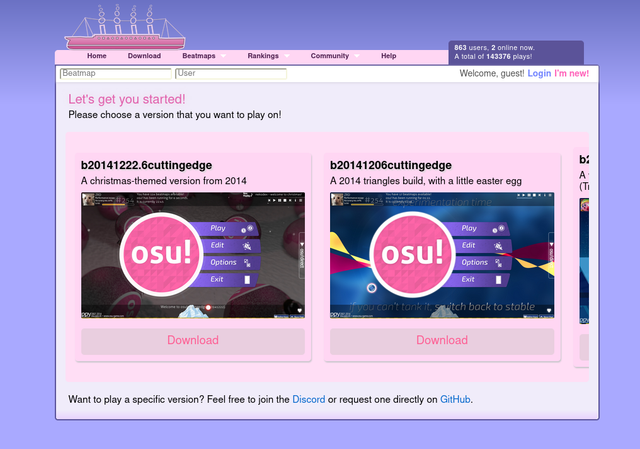 863 users, 2 online now.
A total of 143376 plays!
Home Download Beatmaps Rankings Community Help
Beatmap User Welcome, guest! Login I'm new!
Let's get you started!
Please choose a version that you want to play on!
b20141222.6cuttingedge
A christmas-themed version from 2014
osu!
Play
Edit
Options
Exit
Download
b20141206cuttingedge
A 2014 triangles build, with a little easter egg
osu!
Play
Edit
Options
Exit
if you can't tonk it, switch back to stable
Download
Want to play a specific version? Feel free to join the Discord or request one directly on GitHub.